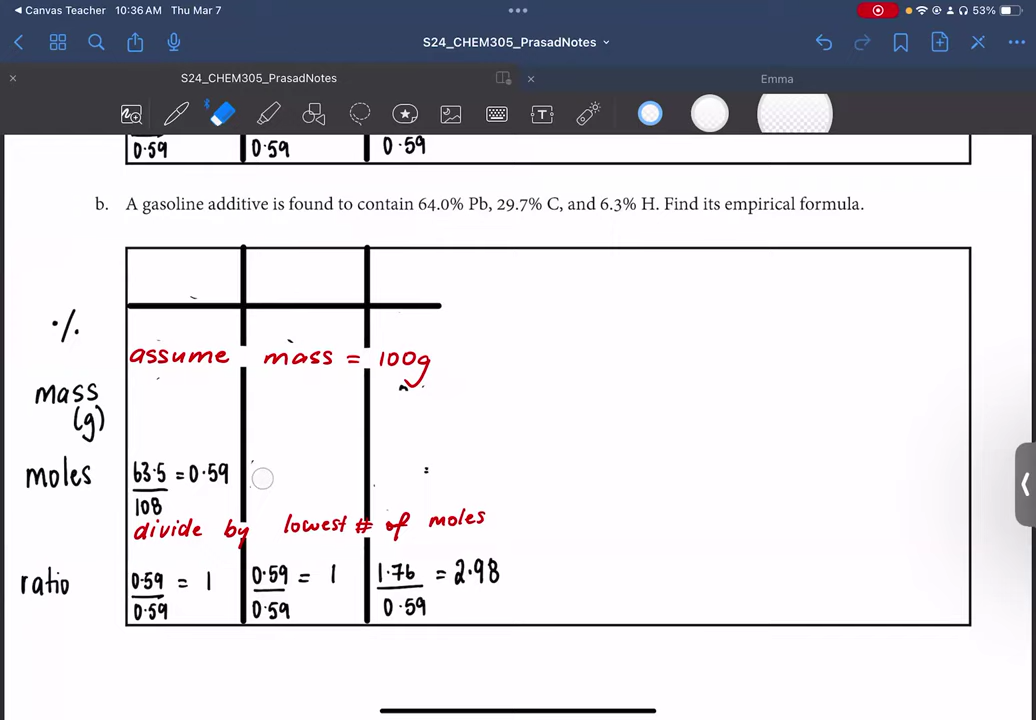 Canvas Teacher 10:36 AM Thu Mar 7 53%
S24_CHEM305_PrasadNotes
S24_CHEM305_PrasadNotes Emma
0.59 0.59 0.59
b. A gasoline additive is found to contain 64.0% Pb, 29.7% C, and 6.3% H. Find its empirical formula.
%
assume mass = 100g
mass
(g)
moles 63.5 = 0.59
108
divide by lowest # of moles
ratio 0.59 = 1 0.59 = 1 1.76 = 2.98
0.59 0.59 0.59